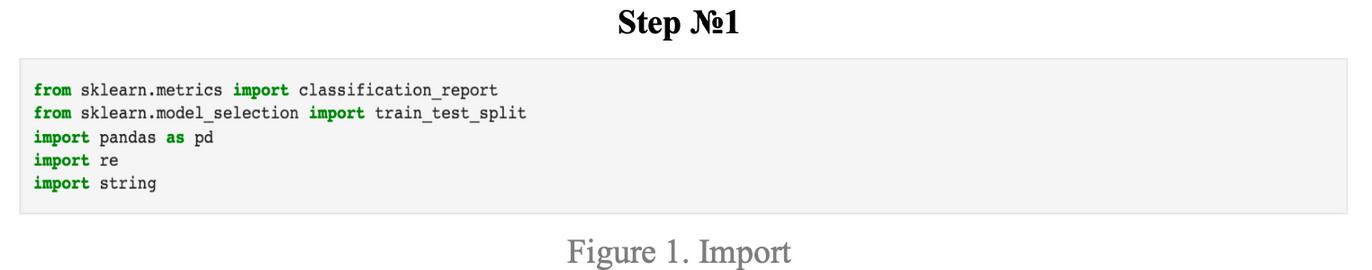 Step №1
from sklearn.metrics import classification_report
from sklearn.model_selection import train_test_split
import pandas as pd
import re
import string
Figure 1. Import